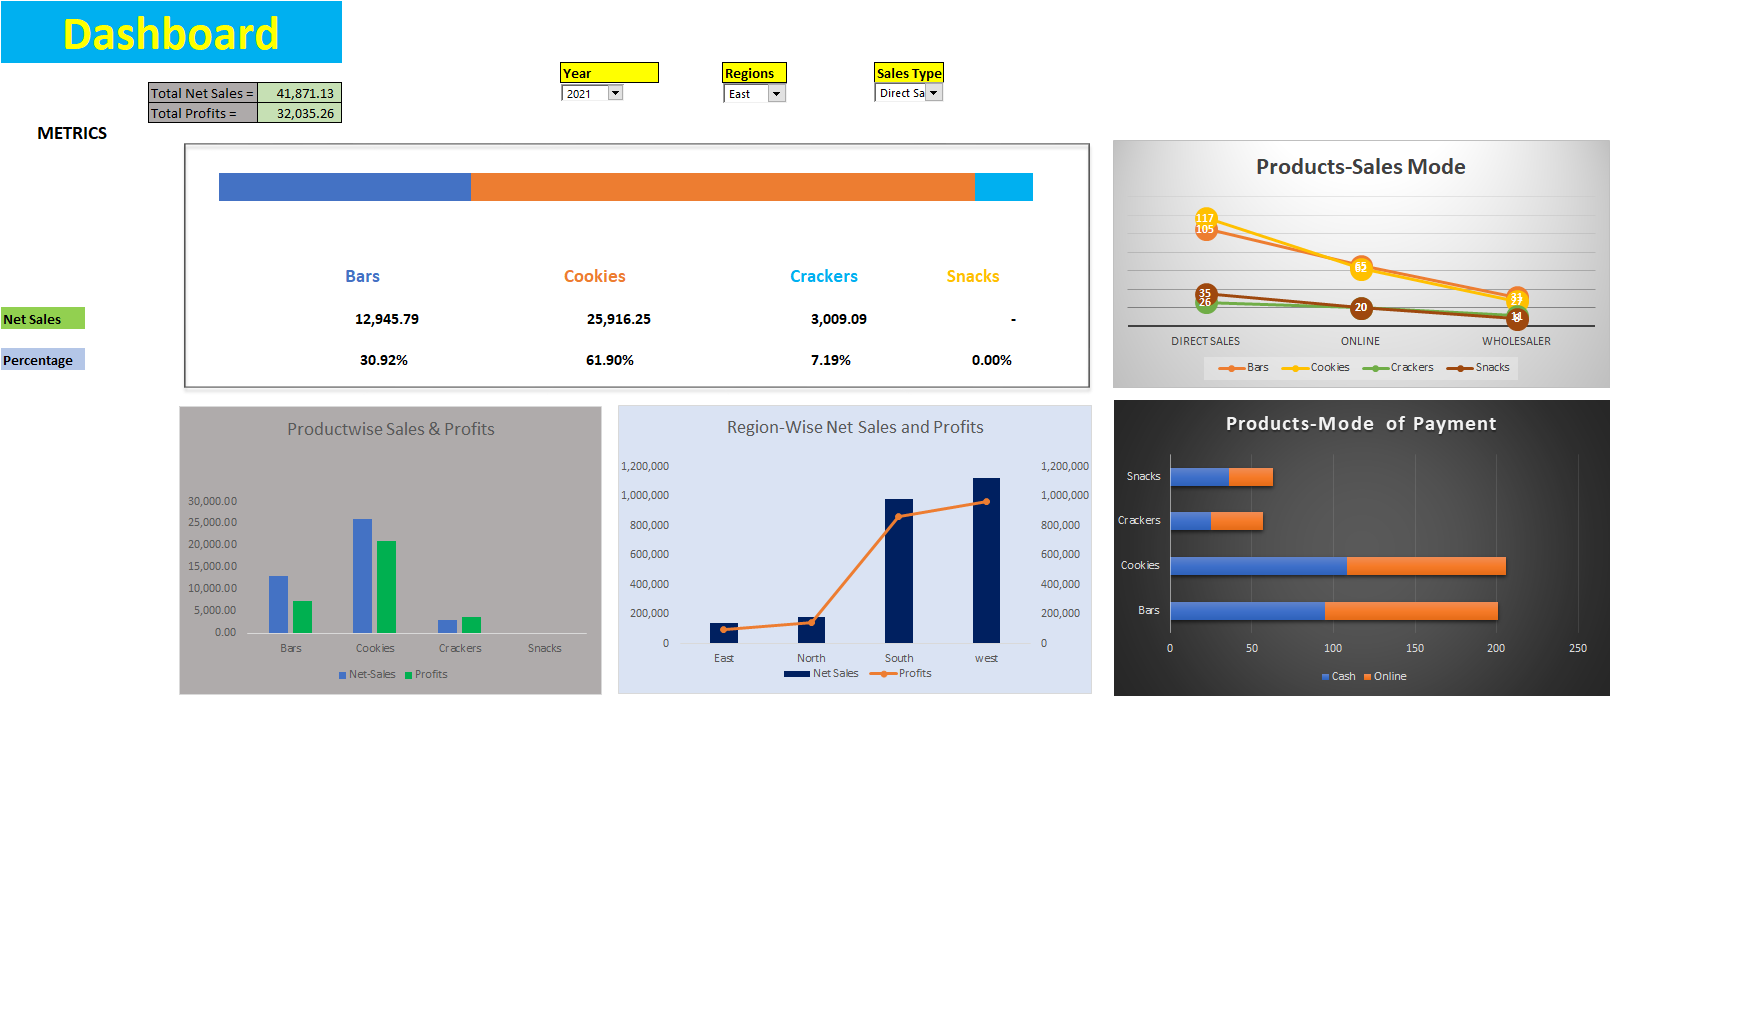 Dashboard
Year
Regions
Sales Type
2021
East
Direct Sa
Total Net Sales = 41,871.13
Total Profits = 32,035.26
METRICS
Bars Cookies Crackers Snacks
Net Sales 12,945.79 25,916.25 3,009.09 -
Percentage 30.92% 61.90% 7.19% 0.00%
Products-Sales Mode
117
105
65
62
35
26
20
31
27
11
DIRECT SALES ONLINE WHOLESALER
Bars Cookies Crackers Snacks
Productwise Sales & Profits
30,000.00
25,000.00
20,000.00
15,000.00
10,000.00
5,000.00
0.00
Bars Cookies Crackers Snacks
Net-Sales Profits
Region-Wise Net Sales and Profits
1,200,000 1,200,000
1,000,000 1,000,000
800,000 800,000
600,000 600,000
400,000 400,000
200,000 200,000
0 0
East North South west
Net Sales Profits
Products-Mode of Payment
Snacks
Crackers
Cookies
Bars
0 50 100 150 200 250
Cash Online